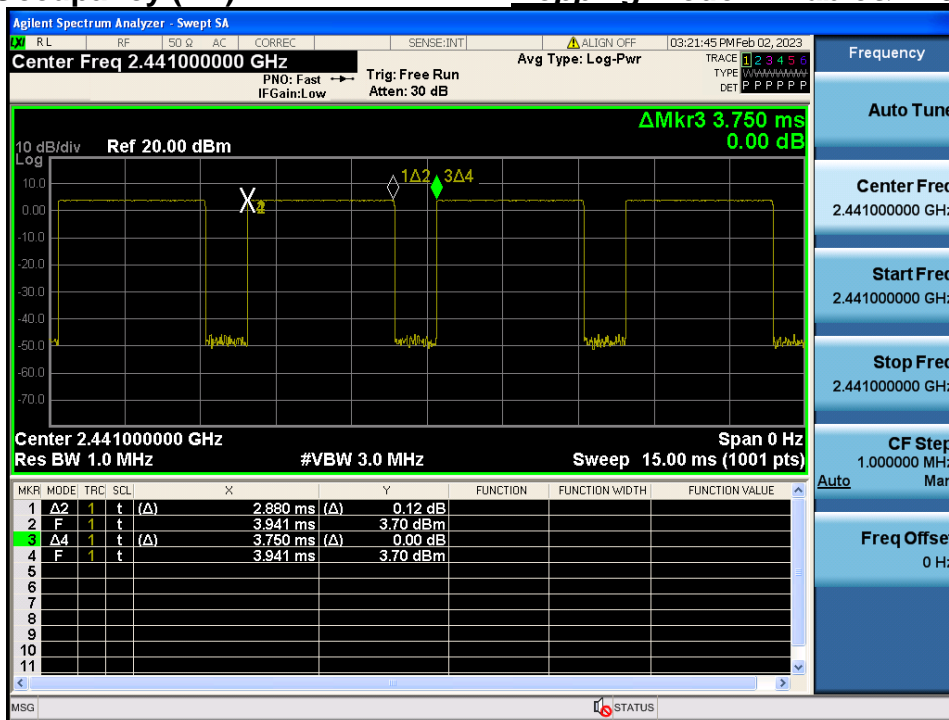 Agilent Spectrum Analyzer - Swept SA
LXI RL RF 50 Ω AC CORREC SENSE:INT ALIGN OFF 03:21:45 PM Feb 02, 2023
Center Freq 2.441000000 GHz
PNO: Fast
IFGain:Low
Trig: Free Run
Atten: 30 dB
Avg Type: Log-Pwr
TRACE 1 2 3 4 5 6
TYPE WWWWWW
DET P P P P P P
ΔMkr3 3.750 ms
0.00 dB
10 dB/div Ref 20.00 dBm
Log
1Δ2 3Δ4
X
10.0
0.00
-10.0
-20.0
-30.0
-40.0
-50.0
-60.0
-70.0
Center 2.441000000 GHz Span 0 Hz
Res BW 1.0 MHz #VBW 3.0 MHz Sweep 15.00 ms (1001 pts)
MKR MODE TRC SCL X Y FUNCTION FUNCTION WIDTH FUNCTION VALUE
1 Δ2 1 t (Δ) 2.880 ms (Δ) 0.12 dB
2 F 1 t 3.941 ms 3.70 dBm
3 Δ4 1 t (Δ) 3.750 ms (Δ) 0.00 dB
4 F 1 t 3.941 ms 3.70 dBm
5
6
7
8
9
10
11
MSG STATUS
Frequency
Auto Tune
Center Freq
2.441000000 GHz
Start Freq
2.441000000 GHz
Stop Freq
2.441000000 GHz
CF Step
1.000000 MHz
Auto Man
Freq Offset
0 Hz